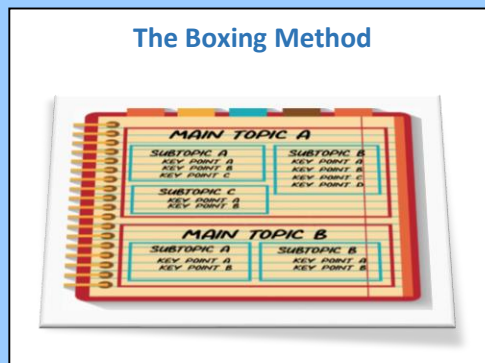 The Boxing Method
MAIN TOPIC A
SUBTOPIC A
KEY POINT A
KEY POINT B
KEY POINT C
SUBTOPIC B
KEY POINT A
KEY POINT B
KEY POINT C
KEY POINT D
SUBTOPIC C
KEY POINT A
KEY POINT B
MAIN TOPIC B
SUBTOPIC A
KEY POINT A
KEY POINT B
SUBTOPIC B
KEY POINT A
KEY POINT B